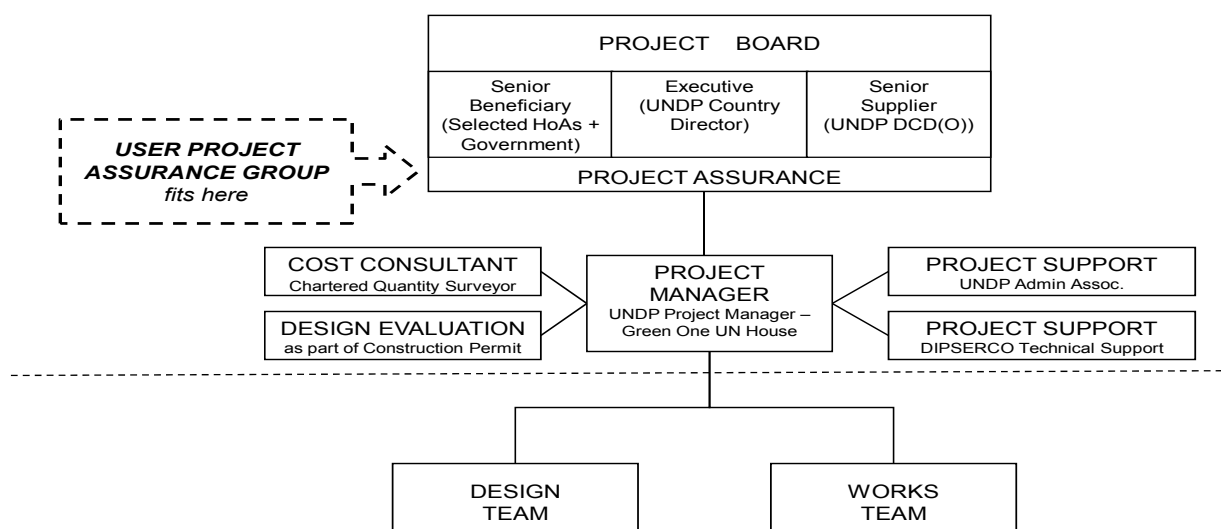 PROJECT BOARD
Senior
Beneficiary
(Selected HoAs +
Government)
Executive
(UNDP Country
Director)
Senior
Supplier
(UNDP DCD(O))
PROJECT ASSURANCE
USER PROJECT
ASSURANCE GROUP
fits here
COST CONSULTANT
Chartered Quantity Surveyor
DESIGN EVALUATION
as part of Construction Permit
PROJECT
MANAGER
UNDP Project Manager –
Green One UN House
PROJECT SUPPORT
UNDP Admin Assoc.
PROJECT SUPPORT
DIPSERCO Technical Support
DESIGN
TEAM
WORKS
TEAM